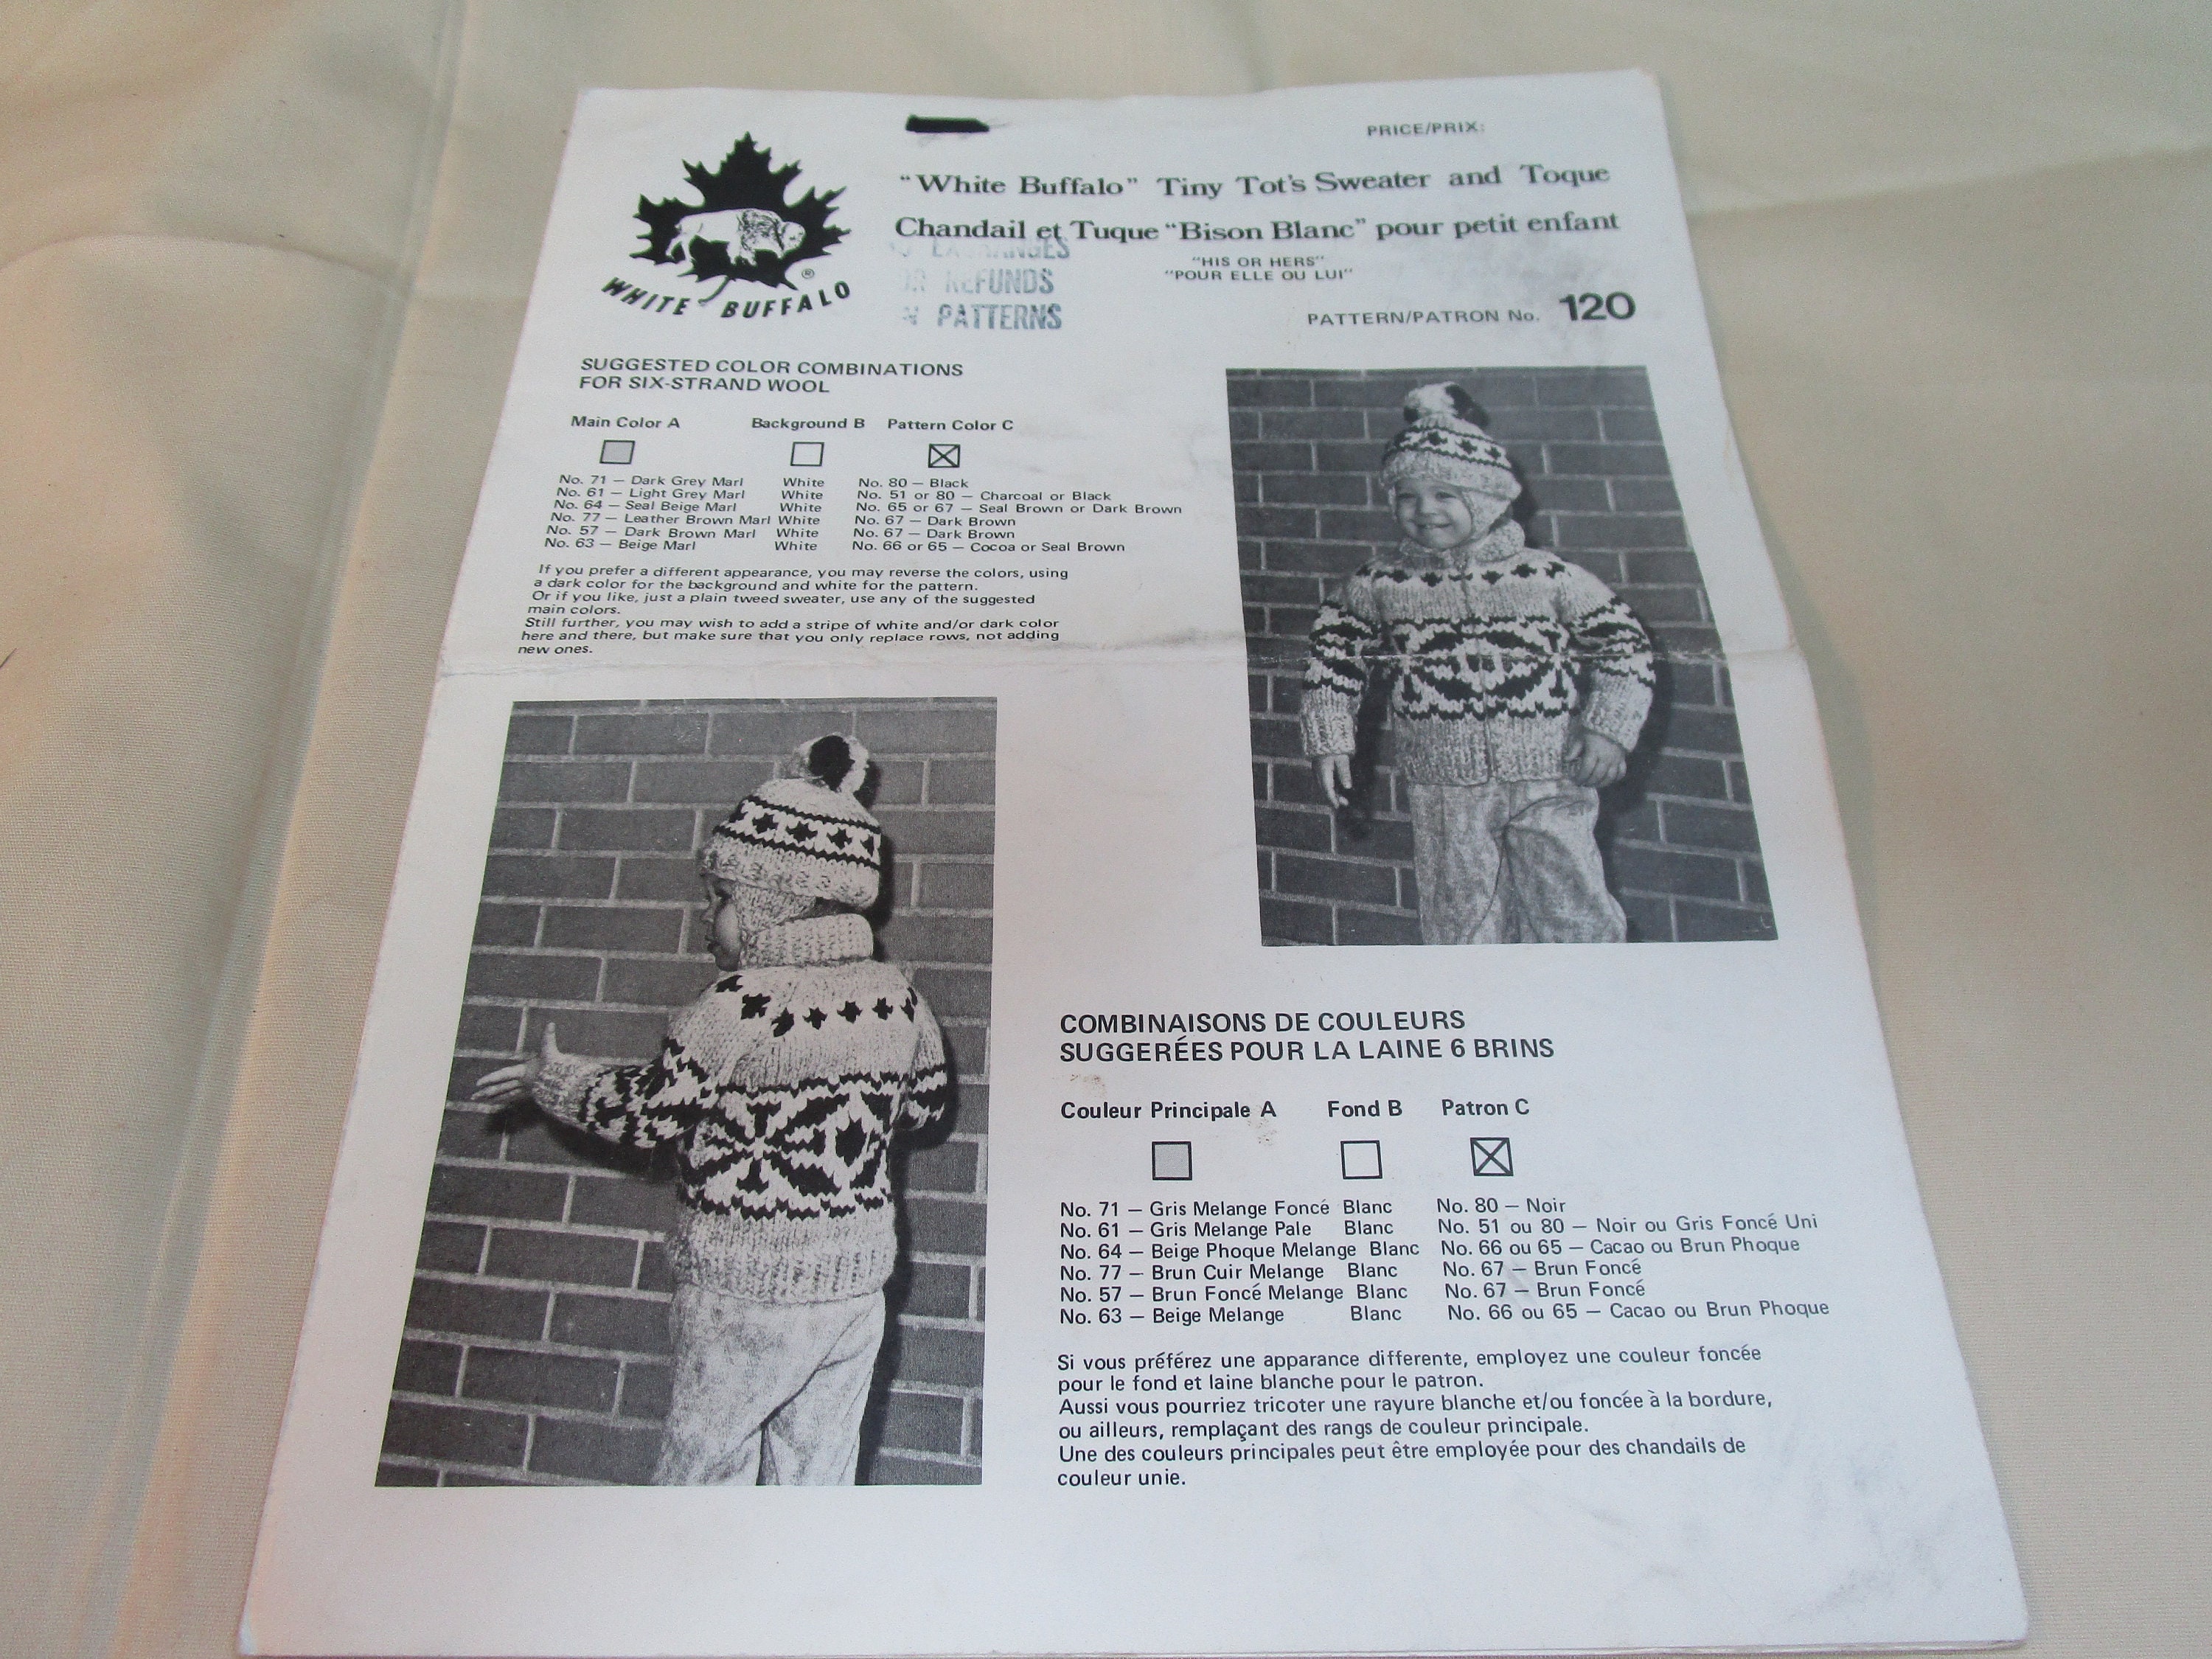 PRICE/PRIX:
"White Buffalo" Tiny Tot's Sweater and Toque
Chandail et Tuque "Bison Blanc" pour petit enfant
"HIS OR HERS"
"POUR ELLE OU LUI"
WHITE BUFFALO ®
EXCHANGES
REFUNDS
PATTERNS
PATTERN/PATRON No. 120
SUGGESTED COLOR COMBINATIONS
FOR SIX-STRAND WOOL
Main Color A Background B Pattern Color C
No. 71 — Dark Grey Marl White No. 80 — Black
No. 61 — Light Grey Marl White No. 51 or 80 — Charcoal or Black
No. 64 — Seal Beige Marl White No. 65 or 67 — Seal Brown or Dark Brown
No. 77 — Leather Brown Marl White No. 67 — Dark Brown
No. 57 — Dark Brown Marl White No. 67 — Dark Brown
No. 63 — Beige Marl White No. 66 or 65 — Cocoa or Seal Brown
If you prefer a different appearance, you may reverse the colors, using
a dark color for the background and white for the pattern.
Or if you like, just a plain tweed sweater, use any of the suggested
main colors.
Still further, you may wish to add a stripe of white and/or dark color
here and there, but make sure that you only replace rows, not adding
new ones.
COMBINAISONS DE COULEURS
SUGGERÉES POUR LA LAINE 6 BRINS
Couleur Principale A Fond B Patron C
No. 71 — Gris Melange Foncé Blanc No. 80 — Noir
No. 61 — Gris Melange Pale Blanc No. 51 ou 80 — Noir ou Gris Foncé Uni
No. 64 — Beige Phoque Melange Blanc No. 66 ou 65 — Cacao ou Brun Phoque
No. 77 — Brun Cuir Melange Blanc No. 67 — Brun Foncé
No. 57 — Brun Foncé Melange Blanc No. 67 — Brun Foncé
No. 63 — Beige Melange Blanc No. 66 ou 65 — Cacao ou Brun Phoque
Si vous préférez une apparance differente, employez une couleur foncée
pour le fond et laine blanche pour le patron.
Aussi vous pourriez tricoter une rayure blanche et/ou foncée à la bordure,
ou ailleurs, remplaçant des rangs de couleur principale.
Une des couleurs principales peut être employée pour des chandails de
couleur unie.